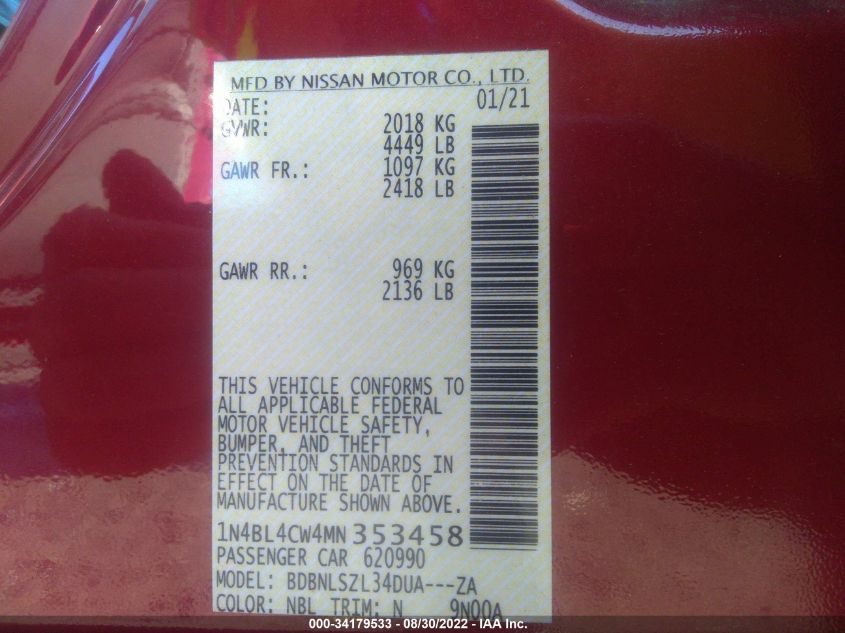 MFD BY NISSAN MOTOR CO., LTD.
DATE: 01/21
GVWR: 2018 KG
4449 LB
GAWR FR.: 1097 KG
2418 LB
GAWR RR.: 969 KG
2136 LB
THIS VEHICLE CONFORMS TO
ALL APPLICABLE FEDERAL
MOTOR VEHICLE SAFETY,
BUMPER, AND THEFT
PREVENTION STANDARDS IN
EFFECT ON THE DATE OF
MANUFACTURE SHOWN ABOVE.
1N4BL4CW4MN353458
PASSENGER CAR 620990
MODEL: BDBNLSZL34DUA---ZA
COLOR: NBL TRIM: N 9N00A
000-34179533 - 08/30/2022 - IAA Inc.